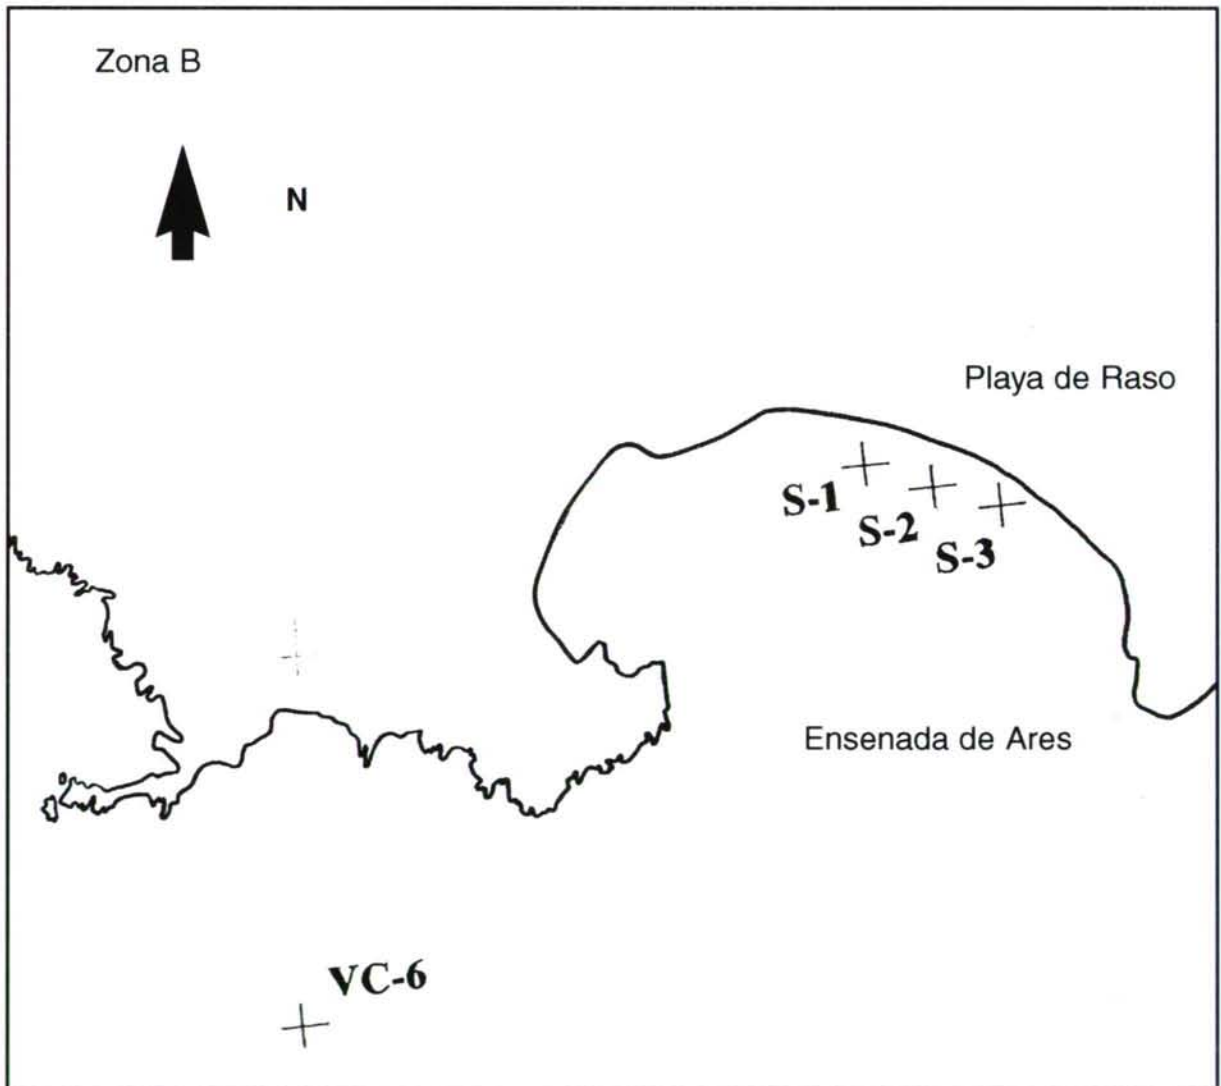 Zona B
N
Playa de Raso
S-1
S-2
S-3
Ensenada de Ares
VC-6